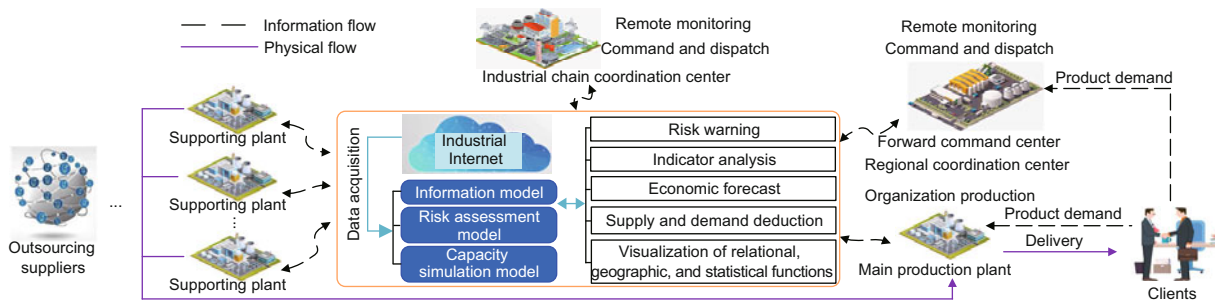 Information flow
Physical flow
Remote monitoring
Command and dispatch
Industrial chain coordination center
Remote monitoring
Command and dispatch
Product demand
Forward command center
Regional coordination center
Outsourcing
suppliers
...
Supporting plant
Supporting plant
...
Supporting plant
Data acquisition
Industrial
Internet
Information model
Risk assessment
model
Capacity
simulation model
Risk warning
Indicator analysis
Economic forecast
Supply and demand deduction
Visualization of relational,
geographic, and statistical functions
Organization production
Product demand
Delivery
Main production plant
Clients